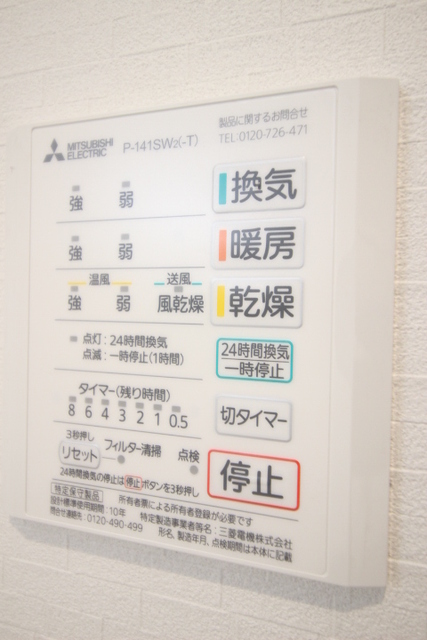 MITSUBISHI ELECTRIC P-141SW₂(-T)
製品に関するお問合せ
TEL 0120-726-471
強 弱 換気
強 弱 暖房
温風 送風
強 弱 風乾燥 乾燥
点灯：24時間換気
点滅：一時停止(1時間)
24時間換気
一時停止
タイマー(残り時間)
8 6 4 3 2 1 0.5
切タイマー
3秒押し
リセット フィルター清掃 点検
停止
24時間換気の停止は停止ボタンを3秒押し
特定保守製品 所有者票による所有者登録が必要です
設計標準使用期間：10年 特定製造事業者等名：三菱電機株式会社
問合せ連絡先：0120-490-499 形名、製造年月、点検期間は本体に記載